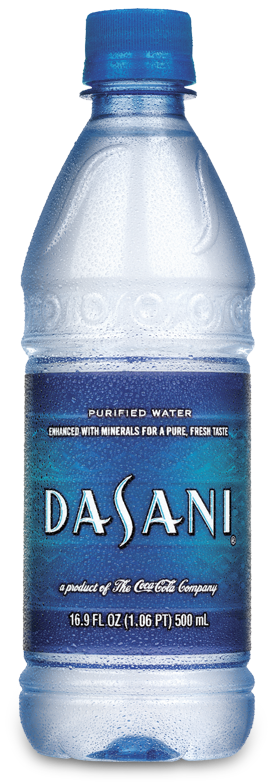 PURIFIED WATER
ENHANCED WITH MINERALS FOR A PURE, FRESH TASTE
DASANI®
a product of The Coca-Cola Company
16.9 FL OZ (1.06 PT) 500 mL